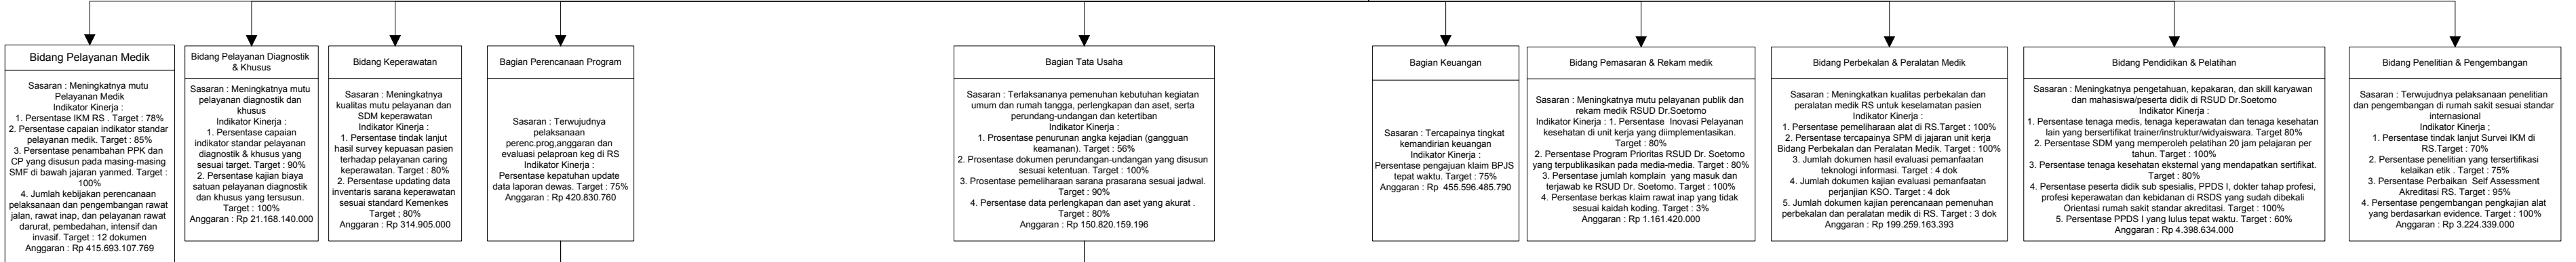 Bidang Pelayanan Medik
Sasaran : Meningkatnya mutu
Pelayanan Medik
Indikator Kinerja :
1. Persentase IKM RS . Target : 78%
2. Persentase capaian indikator standar
pelayanan medik. Target : 85%
3. Persentase penambahan PPK dan
CP yang disusun pada masing-masing
SMF di bawah jajaran yanmed. Target :
100%
4. Jumlah kebijakan perencanaan
pelaksanaan dan pengembangan rawat
jalan, rawat inap, dan pelayanan rawat
darurat, pembedahan, intensif dan
invasif. Target : 12 dokumen
Anggaran : Rp 415.693.107.769
Bidang Pelayanan Diagnostik
& Khusus
Sasaran : Meningkatnya mutu
pelayanan diagnostik dan
khusus
Indikator Kinerja :
1. Persentase capaian
indikator standar pelayanan
diagnostik & khusus yang
sesuai target. Target : 90%
2. Persentase kajian biaya
satuan pelayanan diagnostik
dan khusus yang tersusun.
Target : 100%
Anggaran : Rp 21.168.140.000
Bidang Keperawatan
Sasaran : Meningkatnya
kualitas mutu pelayanan dan
SDM keperawatan
Indikator Kinerja :
1. Persentase tindak lanjut
hasil survey kepuasan pasien
terhadap pelayanan caring
keperawatan. Target : 80%
2. Persentase updating data
inventaris sarana keperawatan
sesuai standard Kemenkes
Target ; 80%
Anggaran : Rp 314.905.000
Bagian Perencanaan Program
Sasaran : Terwujudnya
pelaksanaan
perenc.prog,anggaran dan
evaluasi pelaproan keg di RS
Indikator Kinerja :
Persentase kepatuhan update
data laporan dewas. Target : 75%
Anggaran : Rp 420.830.760
Bagian Tata Usaha
Sasaran : Terlaksananya pemenuhan kebutuhan kegiatan
umum dan rumah tangga, perlengkapan dan aset, serta
perundang-undangan dan ketertiban
Indikator Kinerja :
1. Prosentase penurunan angka kejadian (gangguan
keamanan). Target : 56%
2. Prosentase dokumen perundangan-undangan yang disusun
sesuai ketentuan. Target : 100%
3. Prosentase pemeliharaan sarana prasarana sesuai jadwal.
Target : 90%
4. Persentase data perlengkapan dan aset yang akurat .
Target : 80%
Anggaran : Rp 150.820.159.196
Bagian Keuangan
Sasaran : Tercapainya tingkat
kemandirian keuangan
Indikator Kinerja :
Persentase pengajuan klaim BPJS
tepat waktu. Target : 75%
Anggaran : Rp  455.596.485.790
Bidang Pemasaran & Rekam medik
Sasaran : Meningkatnya mutu pelayanan publik dan
rekam medik RSUD Dr.Soetomo
Indikator Kinerja : 1. Persentase  Inovasi Pelayanan
kesehatan di unit kerja yang diimplementasikan.
Target : 80%
2. Persentase Program Prioritas RSUD Dr. Soetomo
yang terpublikasikan pada media-media. Target : 80%
3. Persentase jumlah komplain  yang masuk dan
terjawab ke RSUD Dr. Soetomo. Target : 100%
4. Persentase berkas klaim rawat inap yang tidak
sesuai kaidah koding. Target : 3%
Anggaran : Rp 1.161.420.000
Bidang Perbekalan & Peralatan Medik
Sasaran : Meningkatkan kualitas perbekalan dan
peralatan medik RS untuk keselamatan pasien
Indikator Kinerja :
1. Persentase pemeliharaan alat di RS.Target : 100%
2. Persentase tercapainya SPM di jajaran unit kerja
Bidang Perbekalan dan Peralatan Medik. Target : 100%
3. Jumlah dokumen hasil evaluasi pemanfaatan
teknologi informasi. Target : 4 dok
4. Jumlah dokumen kajian evaluasi pemanfaatan
perjanjian KSO. Target : 4 dok
5. Jumlah dokumen kajian perencanaan pemenuhan
perbekalan dan peralatan medik di RS. Target : 3 dok
Anggaran : Rp 199.259.163.393
Bidang Pendidikan & Pelatihan
Sasaran : Meningkatnya pengetahuan, kepakaran, dan skill karyawan
dan mahasiswa/peserta didik di RSUD Dr.Soetomo
Indikator Kinerja :
1. Persentase tenaga medis, tenaga keperawatan dan tenaga kesehatan
lain yang bersertifikat trainer/instruktur/widyaiswara. Target 80%
2. Persentase SDM yang memperoleh pelatihan 20 jam pelajaran per
tahun. Target : 100%
3. Persentase tenaga kesehatan eksternal yang mendapatkan sertifikat.
Target : 80%
4. Persentase peserta didik sub spesialis, PPDS I, dokter tahap profesi,
profesi keperawatan dan kebidanan di RSDS yang sudah dibekali
Orientasi rumah sakit standar akreditasi. Target : 100%
5. Persentase PPDS I yang lulus tepat waktu. Target : 60%
Anggaran : Rp 4.398.634.000
Bidang Penelitian & Pengembangan
Sasaran : Terwujudnya pelaksanaan penelitian
dan pengembangan di rumah sakit sesuai standar
internasional
Indikator Kinerja ;
1. Persentase tindak lanjut Survei IKM di
RS.Target : 70%
2. Persentase penelitian yang tersertifikasi
kelaikan etik . Target : 75%
3. Persentase Perbaikan  Self Assessment
Akreditasi RS. Target : 95%
4. Persentase pengembangan pengkajian alat
yang berdasarkan evidence. Target : 100%
Anggaran : Rp 3.224.339.000